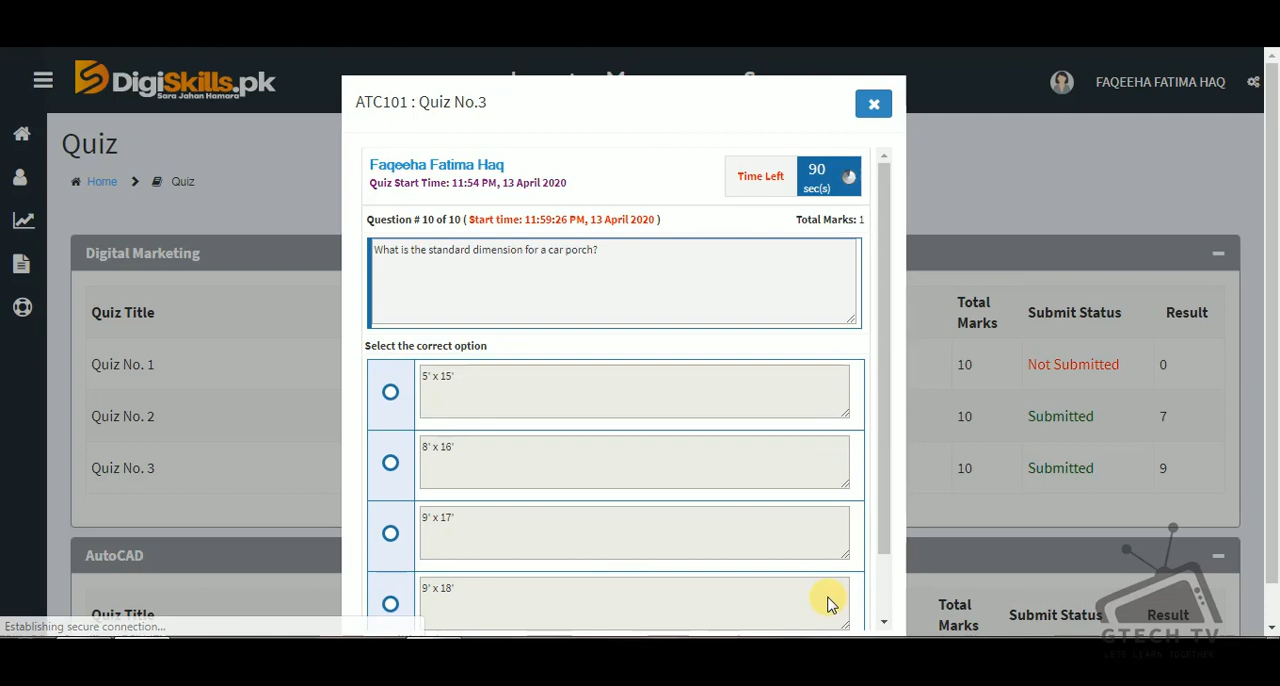 DigiSkills.pk
Sara Jahan Hamara
FAQEEHA FATIMA HAQ
ATC101 : Quiz No.3
Quiz
Home
Quiz
Faqeeha Fatima Haq
Quiz Start Time: 11:54 PM, 13 April 2020
Time Left
90
sec(s)
Question # 10 of 10 ( Start time: 11:59:26 PM, 13 April 2020 )
Total Marks: 1
What is the standard dimension for a car porch?
Select the correct option
5' x 15'
8' x 16'
9' x 17'
9' x 18'
Digital Marketing
Quiz Title
Total Marks
Submit Status
Result
Quiz No. 1
10
Not Submitted
0
Quiz No. 2
10
Submitted
7
Quiz No. 3
10
Submitted
9
AutoCAD
Quiz Title
Total Marks
Submit Status
Result
Establishing secure connection...
GTECH TV
LETS LEARN TOGETHER